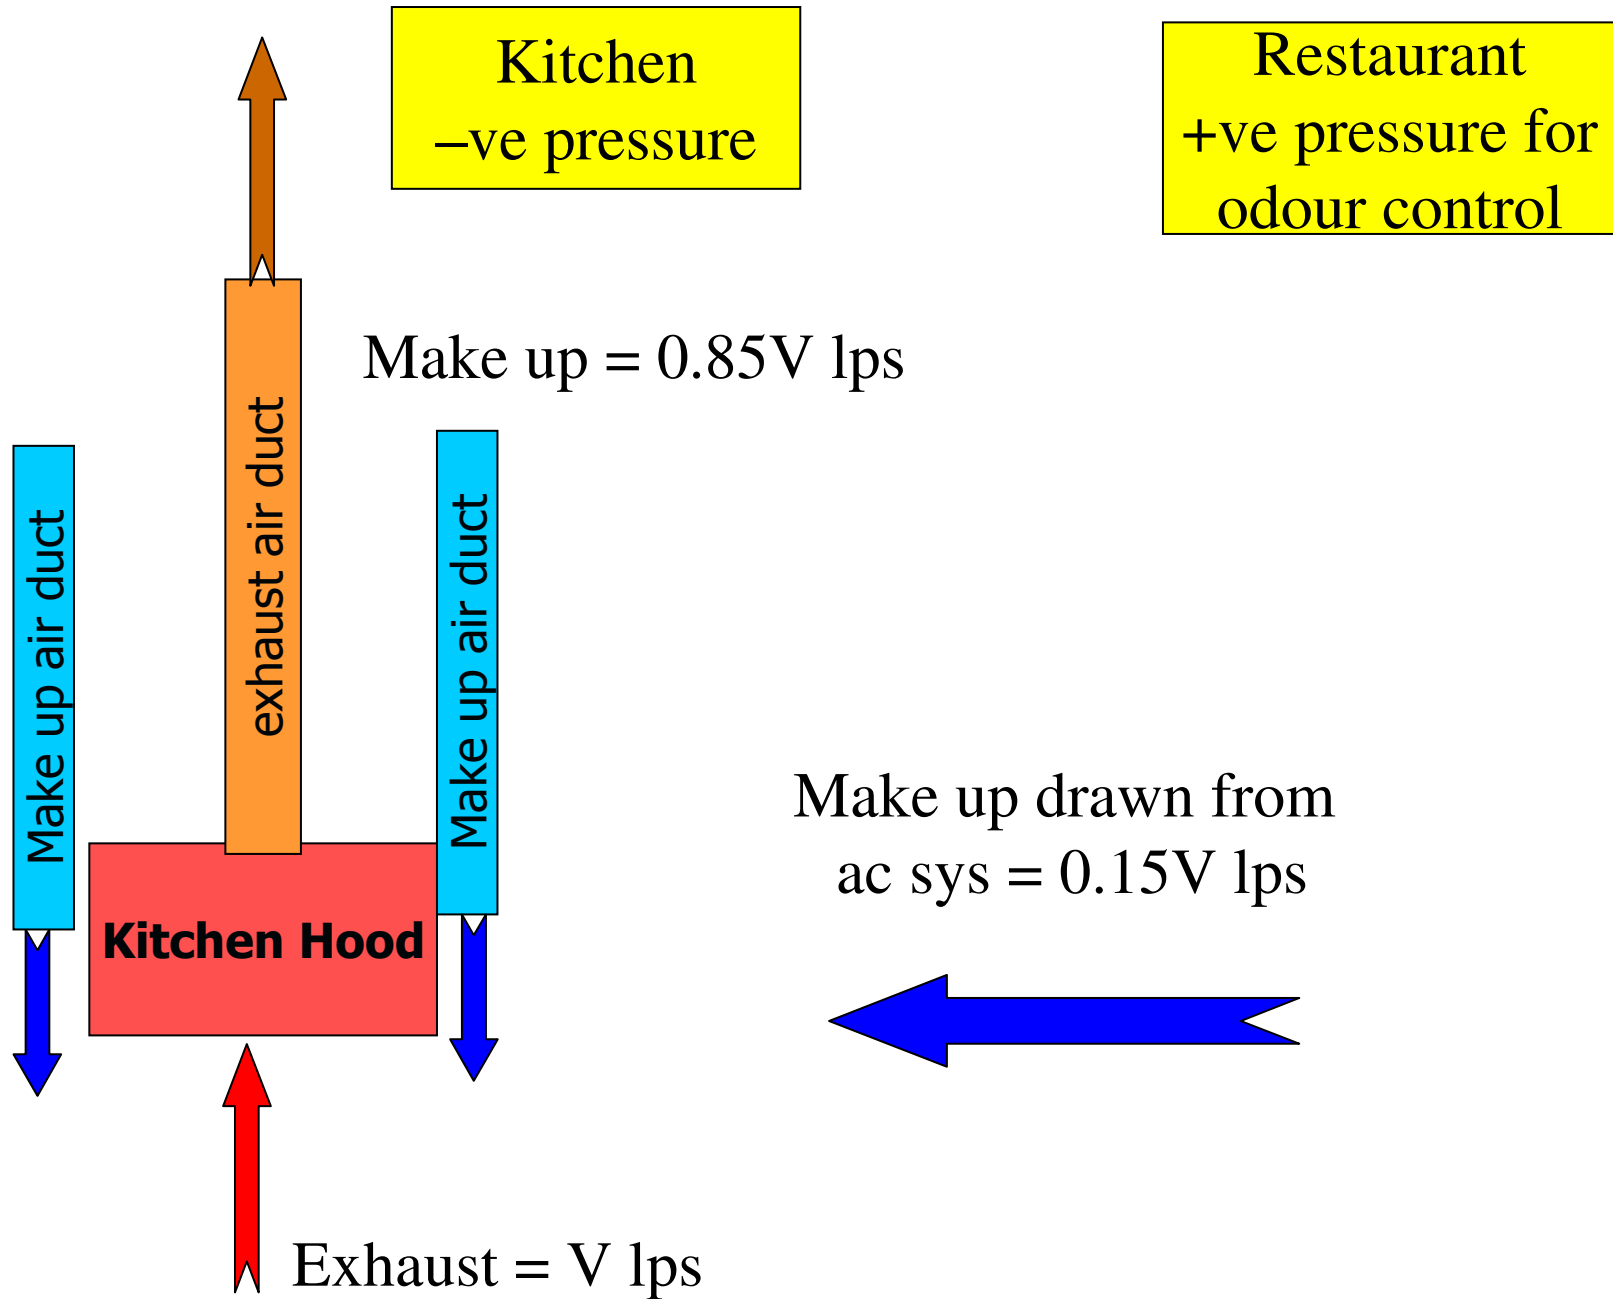 Kitchen
–ve pressure
Restaurant
+ve pressure for
odour control
Make up = 0.85V lps
Make up air duct
exhaust air duct
Make up air duct
Make up drawn from
ac sys = 0.15V lps
Kitchen Hood
Exhaust = V lps